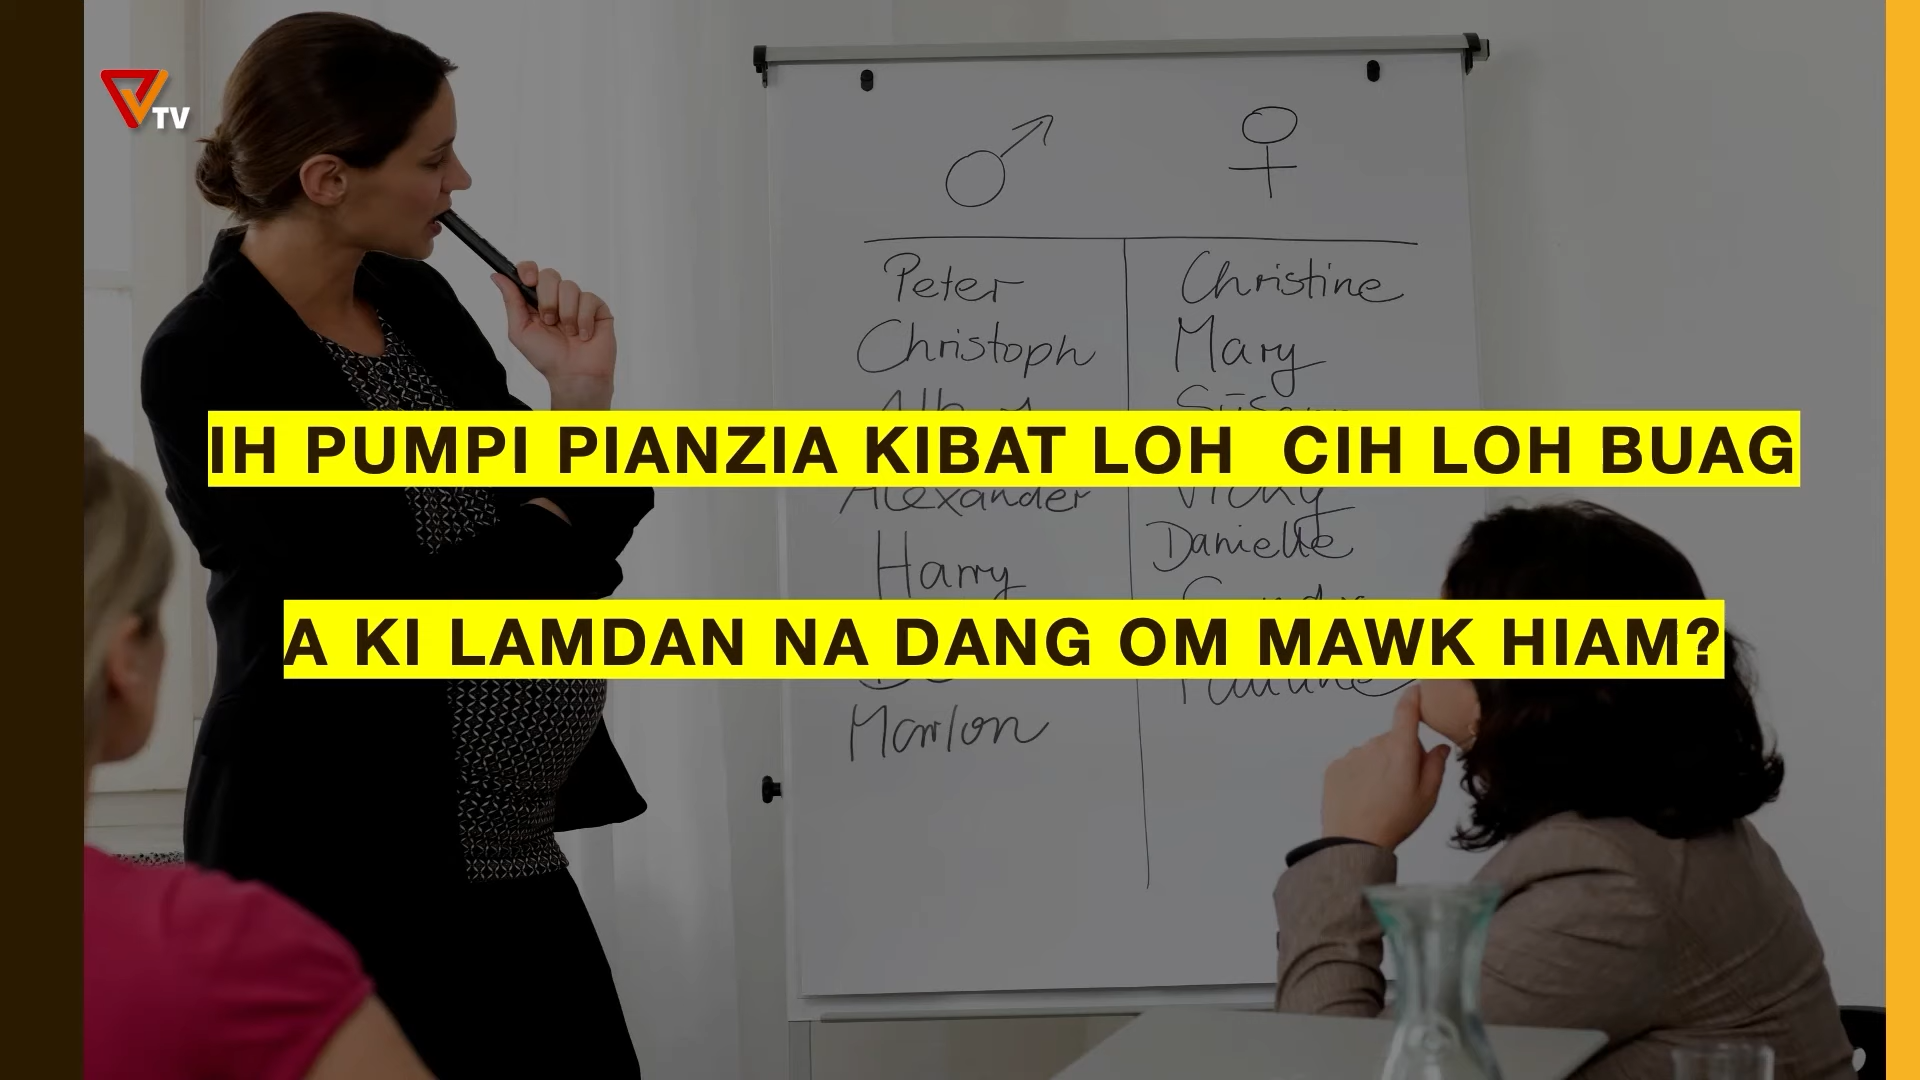 TV
♂ ♀
Peter Christine
Christoph Mary
IH PUMPI PIANZIA KIBAT LOH  CIH LOH BUAG
Alexander Vicky
Danielle
Harry
A KI LAMDAN NA DANG OM MAWK HIAM?
Marlon